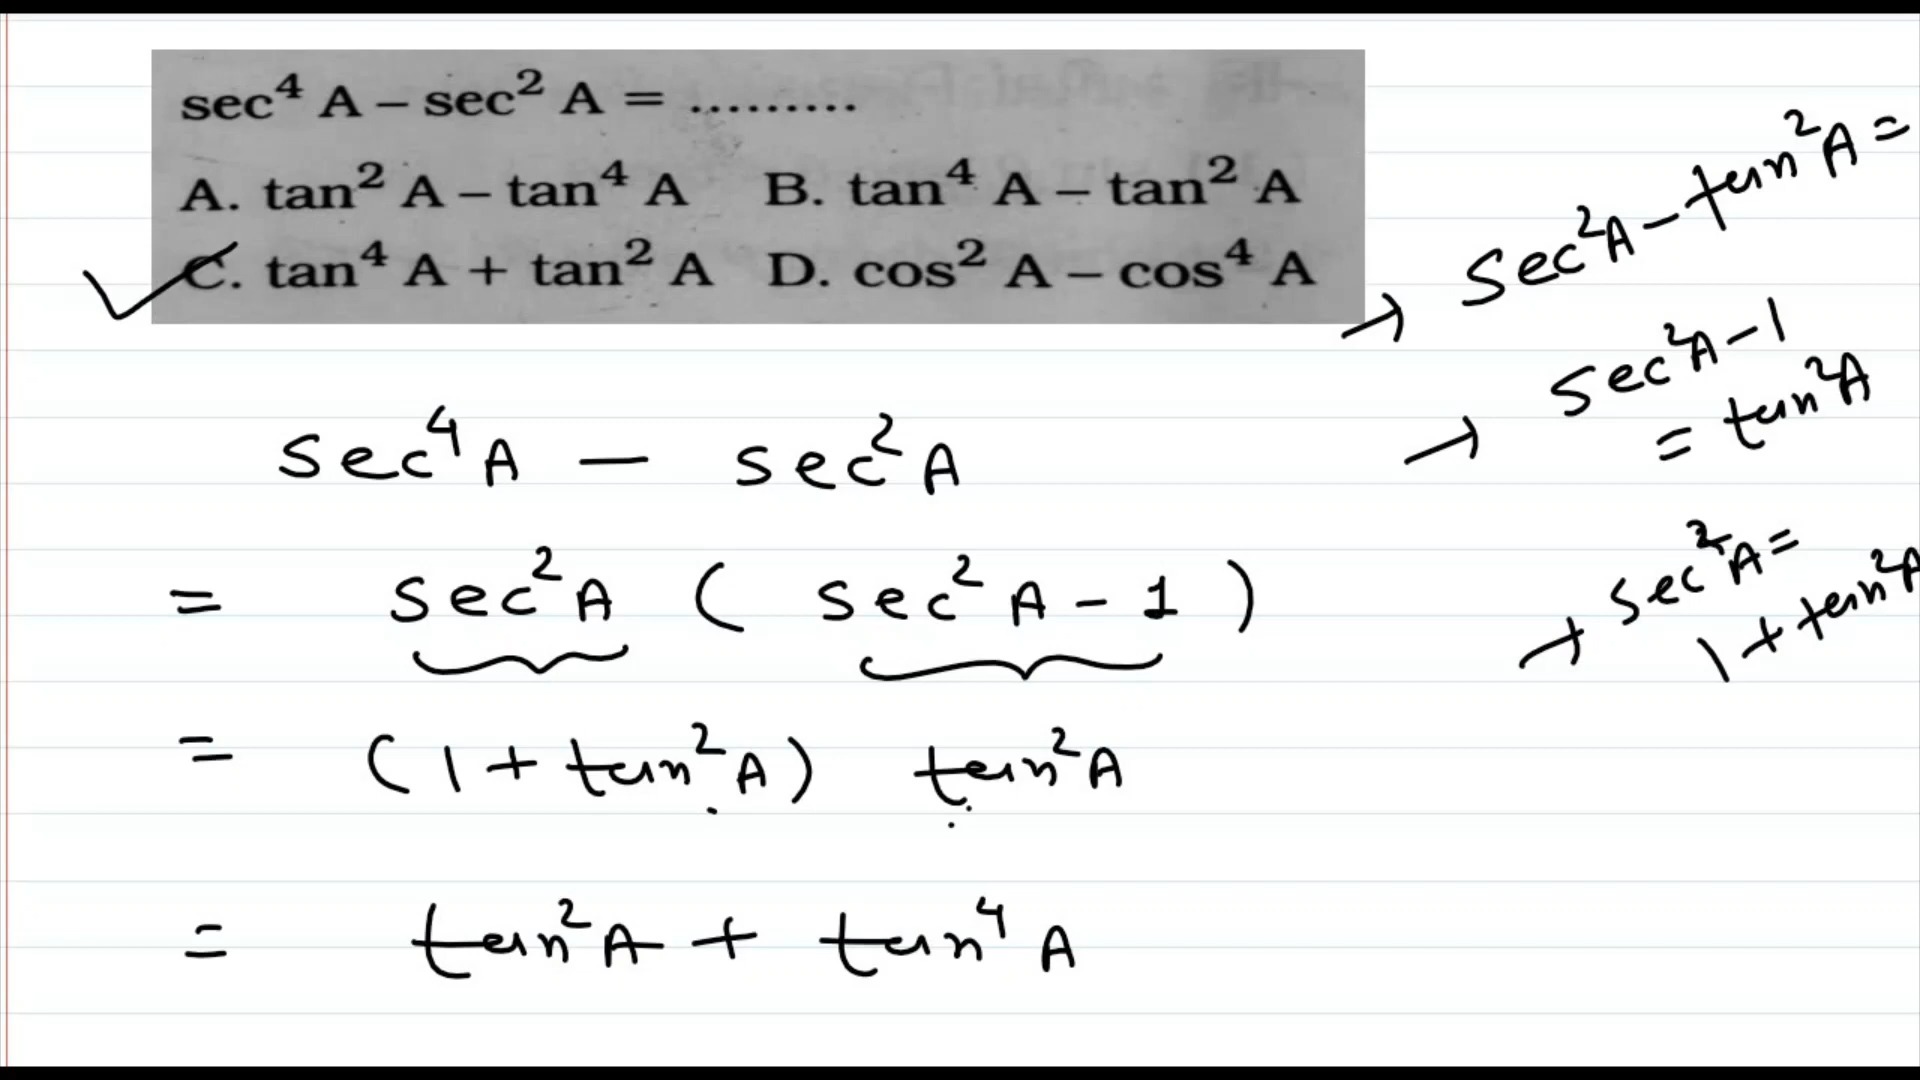 sec⁴ A – sec² A = .........
A. tan² A – tan⁴ A B. tan⁴ A – tan² A
C. tan⁴ A + tan² A D. cos² A – cos⁴ A
sec⁴A – sec²A
= sec²A ( sec²A - 1 )
= (1 + tan²A) tan²A
= tan²A + tan⁴A
→ sec²A – tan²A =
→ sec²A – 1
= tan²A
→ sec²A =
1 + tan²A